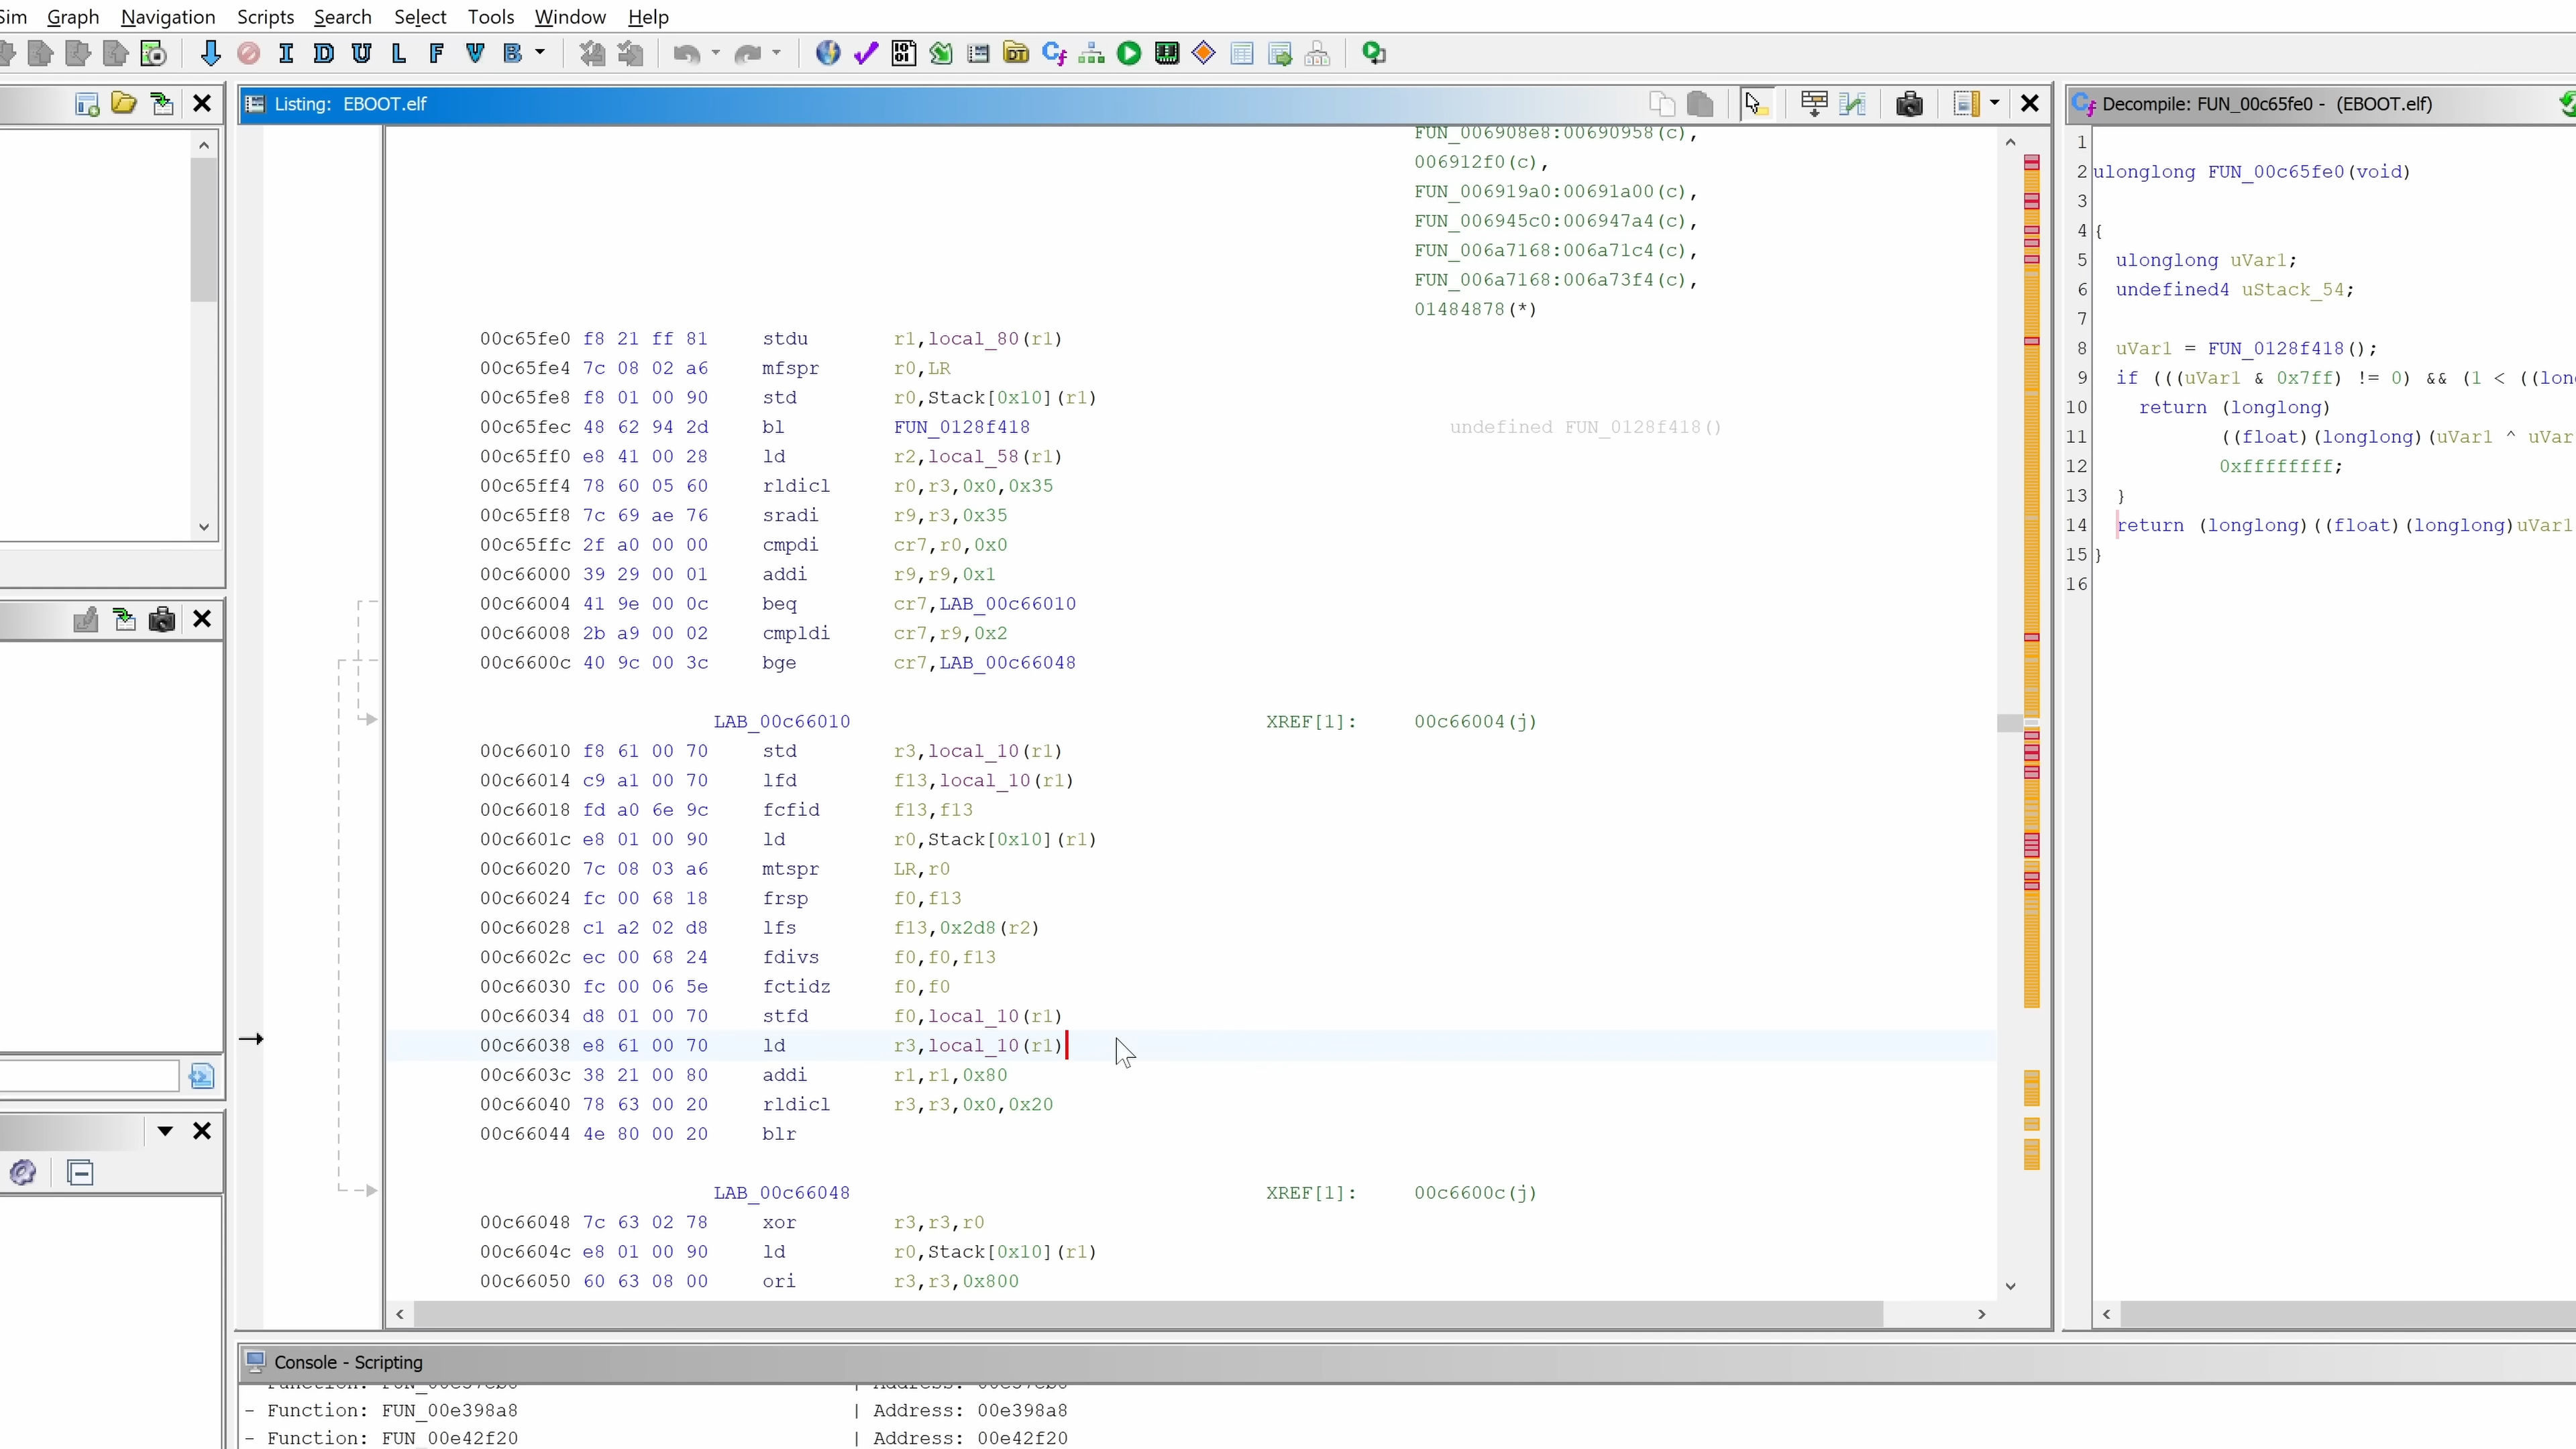 Sim Graph Navigation Scripts Search Select Tools Window Help
I D U L F V B
Listing: EBOOT.elf
FUN_006908e8:00690958(c),
006912f0(c),
FUN_006919a0:00691a00(c),
FUN_006945c0:006947a4(c),
FUN_006a7168:006a71c4(c),
FUN_006a7168:006a73f4(c),
01484878(*)
00c65fe0 f8 21 ff 81 stdu r1,local_80(r1)
00c65fe4 7c 08 02 a6 mfspr r0,LR
00c65fe8 f8 01 00 90 std r0,Stack[0x10](r1)
00c65fec 48 62 94 2d bl FUN_0128f418 undefined FUN_0128f418()
00c65ff0 e8 41 00 28 ld r2,local_58(r1)
00c65ff4 78 60 05 60 rldicl r0,r3,0x0,0x35
00c65ff8 7c 69 ae 76 sradi r9,r3,0x35
00c65ffc 2f a0 00 00 cmpdi cr7,r0,0x0
00c66000 39 29 00 01 addi r9,r9,0x1
00c66004 41 9e 00 0c beq cr7,LAB_00c66010
00c66008 2b a9 00 02 cmpldi cr7,r9,0x2
00c6600c 40 9c 00 3c bge cr7,LAB_00c66048
LAB_00c66010 XREF[1]: 00c66004(j)
00c66010 f8 61 00 70 std r3,local_10(r1)
00c66014 c9 a1 00 70 lfd f13,local_10(r1)
00c66018 fd a0 6e 9c fcfid f13,f13
00c6601c e8 01 00 90 ld r0,Stack[0x10](r1)
00c66020 7c 08 03 a6 mtspr LR,r0
00c66024 fc 00 68 18 frsp f0,f13
00c66028 c1 a2 02 d8 lfs f13,0x2d8(r2)
00c6602c ec 00 68 24 fdivs f0,f0,f13
00c66030 fc 00 06 5e fctidz f0,f0
00c66034 d8 01 00 70 stfd f0,local_10(r1)
00c66038 e8 61 00 70 ld r3,local_10(r1)
00c6603c 38 21 00 80 addi r1,r1,0x80
00c66040 78 63 00 20 rldicl r3,r3,0x0,0x20
00c66044 4e 80 00 20 blr
LAB_00c66048 XREF[1]: 00c6600c(j)
00c66048 7c 63 02 78 xor r3,r3,r0
00c6604c e8 01 00 90 ld r0,Stack[0x10](r1)
00c66050 60 63 08 00 ori r3,r3,0x800
Decompile: FUN_00c65fe0 - (EBOOT.elf)
1
2 ulonglong FUN_00c65fe0(void)
3
4 {
5 ulonglong uVar1;
6 undefined4 uStack_54;
7
8 uVar1 = FUN_0128f418();
9 if (((uVar1 & 0x7ff) != 0) && (1 < ((lon
10 return (longlong)
11 ((float)(longlong)(uVar1 ^ uVar
12 0xffffffff;
13 }
14 return (longlong)((float)(longlong)uVar1
15 }
16
Console - Scripting
- Function: FUN_00e398a8 | Address: 00e398a8
- Function: FUN_00e42f20 | Address: 00e42f20